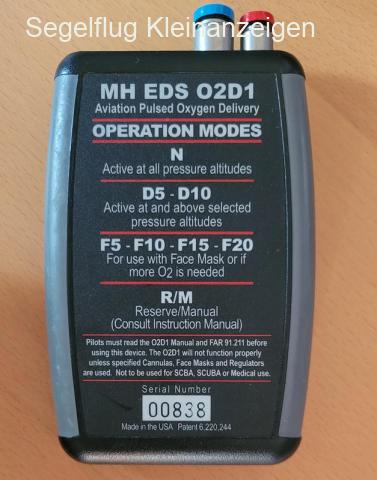 Segelflug Kleinanzeigen
MH EDS O2D1
Aviation Pulsed Oxygen Delivery
OPERATION MODES
N
Active at all pressure altitudes
D5 - D10
Active at and above selected
pressure altitudes
F5 - F10 - F15 - F20
For use with Face Mask or if
more O2 is needed
R/M
Reserve/Manual
(Consult Instruction Manual)
Pilots must read the O2D1 Manual and FAR 91.211 before
using this device. The O2D1 will not function properly
unless specified Cannulas, Face Masks and Regulators
are used. Not to be used for SCBA, SCUBA or Medical use.
Serial Number
00838
Made in the USA Patent 6,220,244